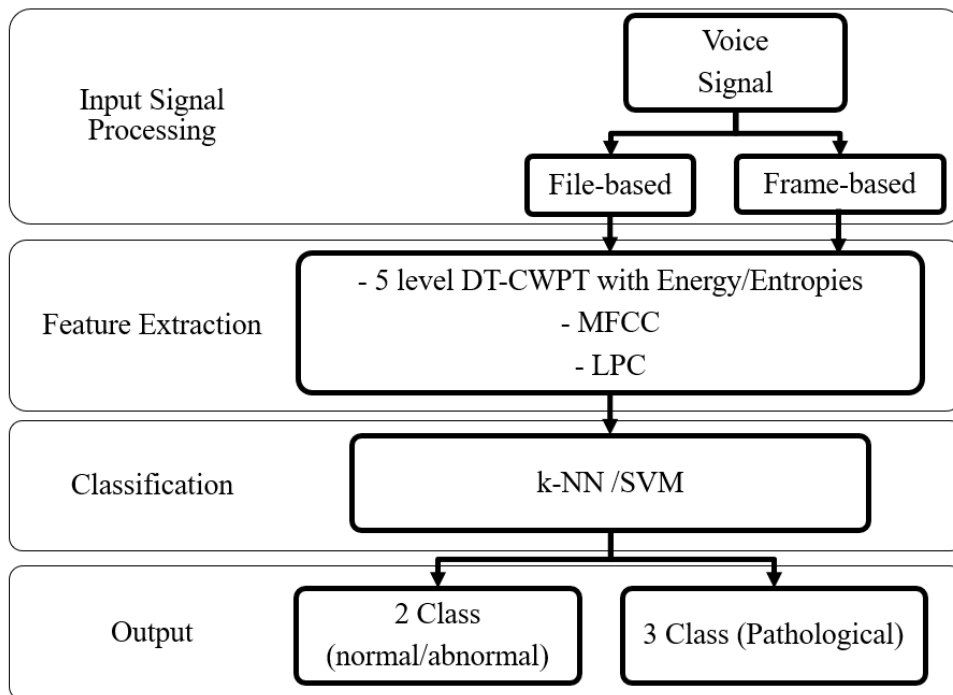 Voice
Signal
Input Signal
Processing
File-based
Frame-based
- 5 level DT-CWPT with Energy/Entropies
- MFCC
- LPC
Feature Extraction
Classification
k-NN /SVM
Output
2 Class
(normal/abnormal)
3 Class (Pathological)